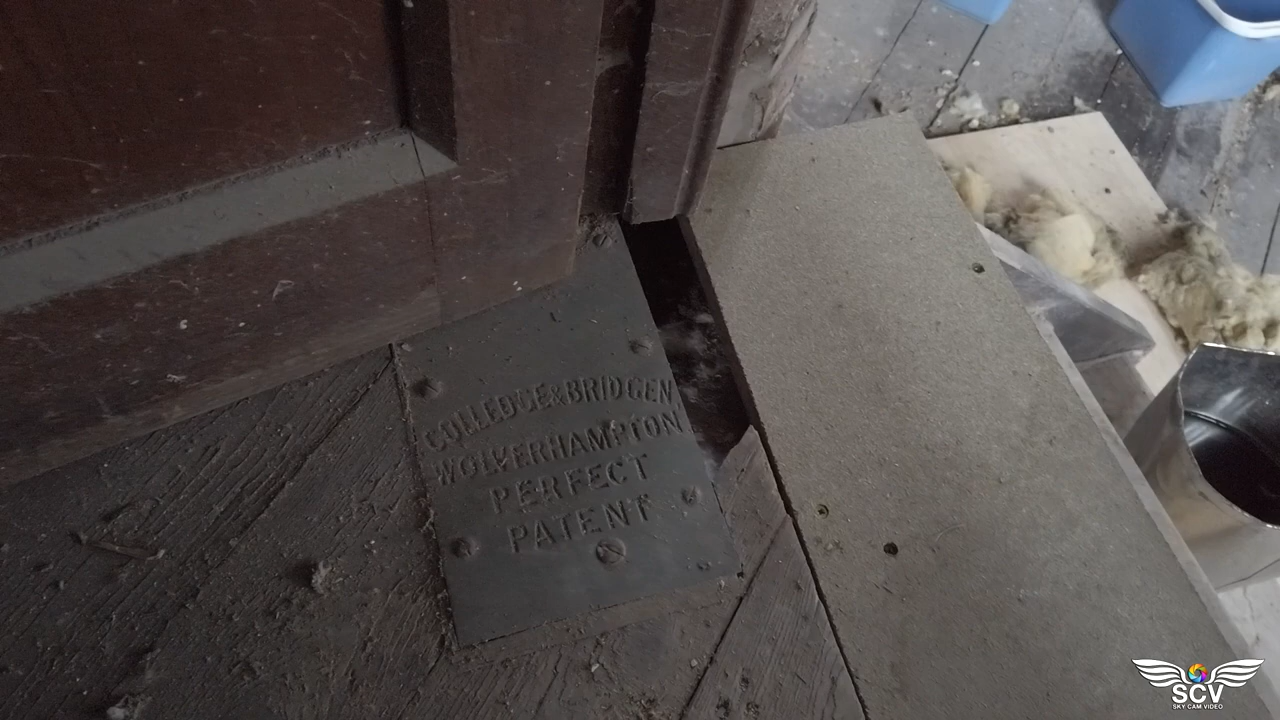 COLLEDGE & BRIDGEN
WOLVERHAMPTON
PERFECT
PATENT
SCV
SKY CAM VIDEO